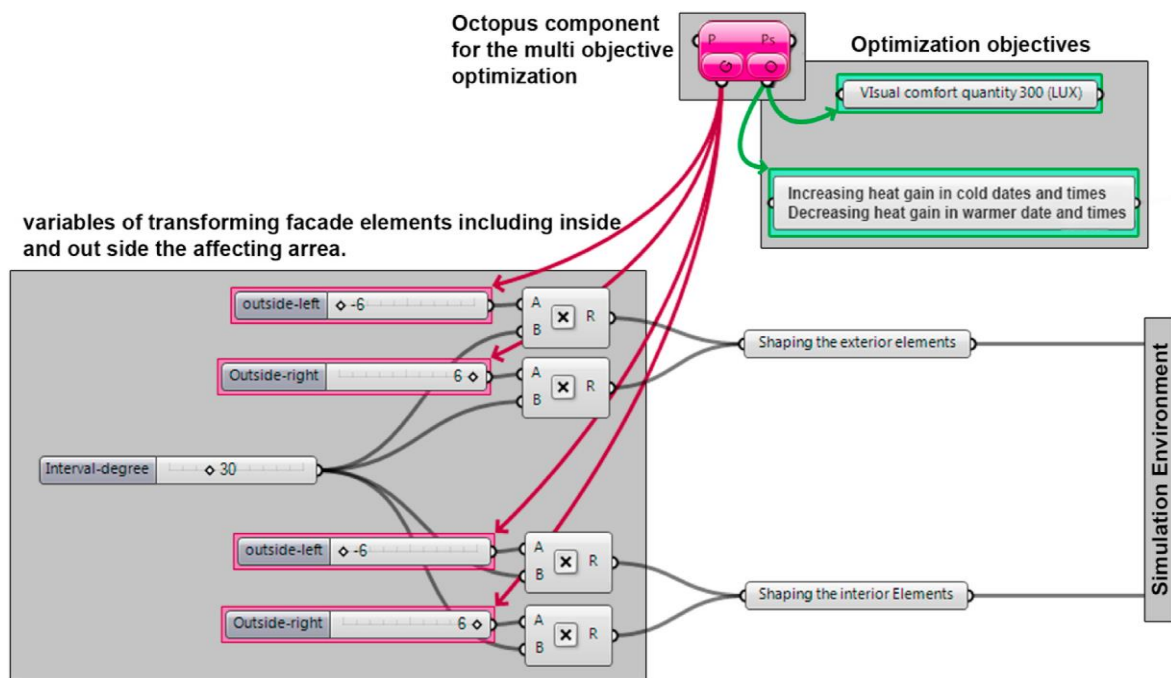 Octopus component
for the multi objective
optimization
P
Ps
G
O
Optimization objectives
VIsual comfort quantity 300 (LUX)
Increasing heat gain in cold dates and times
Decreasing heat gain in warmer date and times
variables of transforming facade elements including inside
and out side the affecting arrea.
outside-left
-6
A
B
R
Outside-right
6
A
B
R
Shaping the exterior elements
Interval-degree
30
outside-left
-6
A
B
R
Outside-right
6
A
B
R
Shaping the interior Elements
Simulation Environment